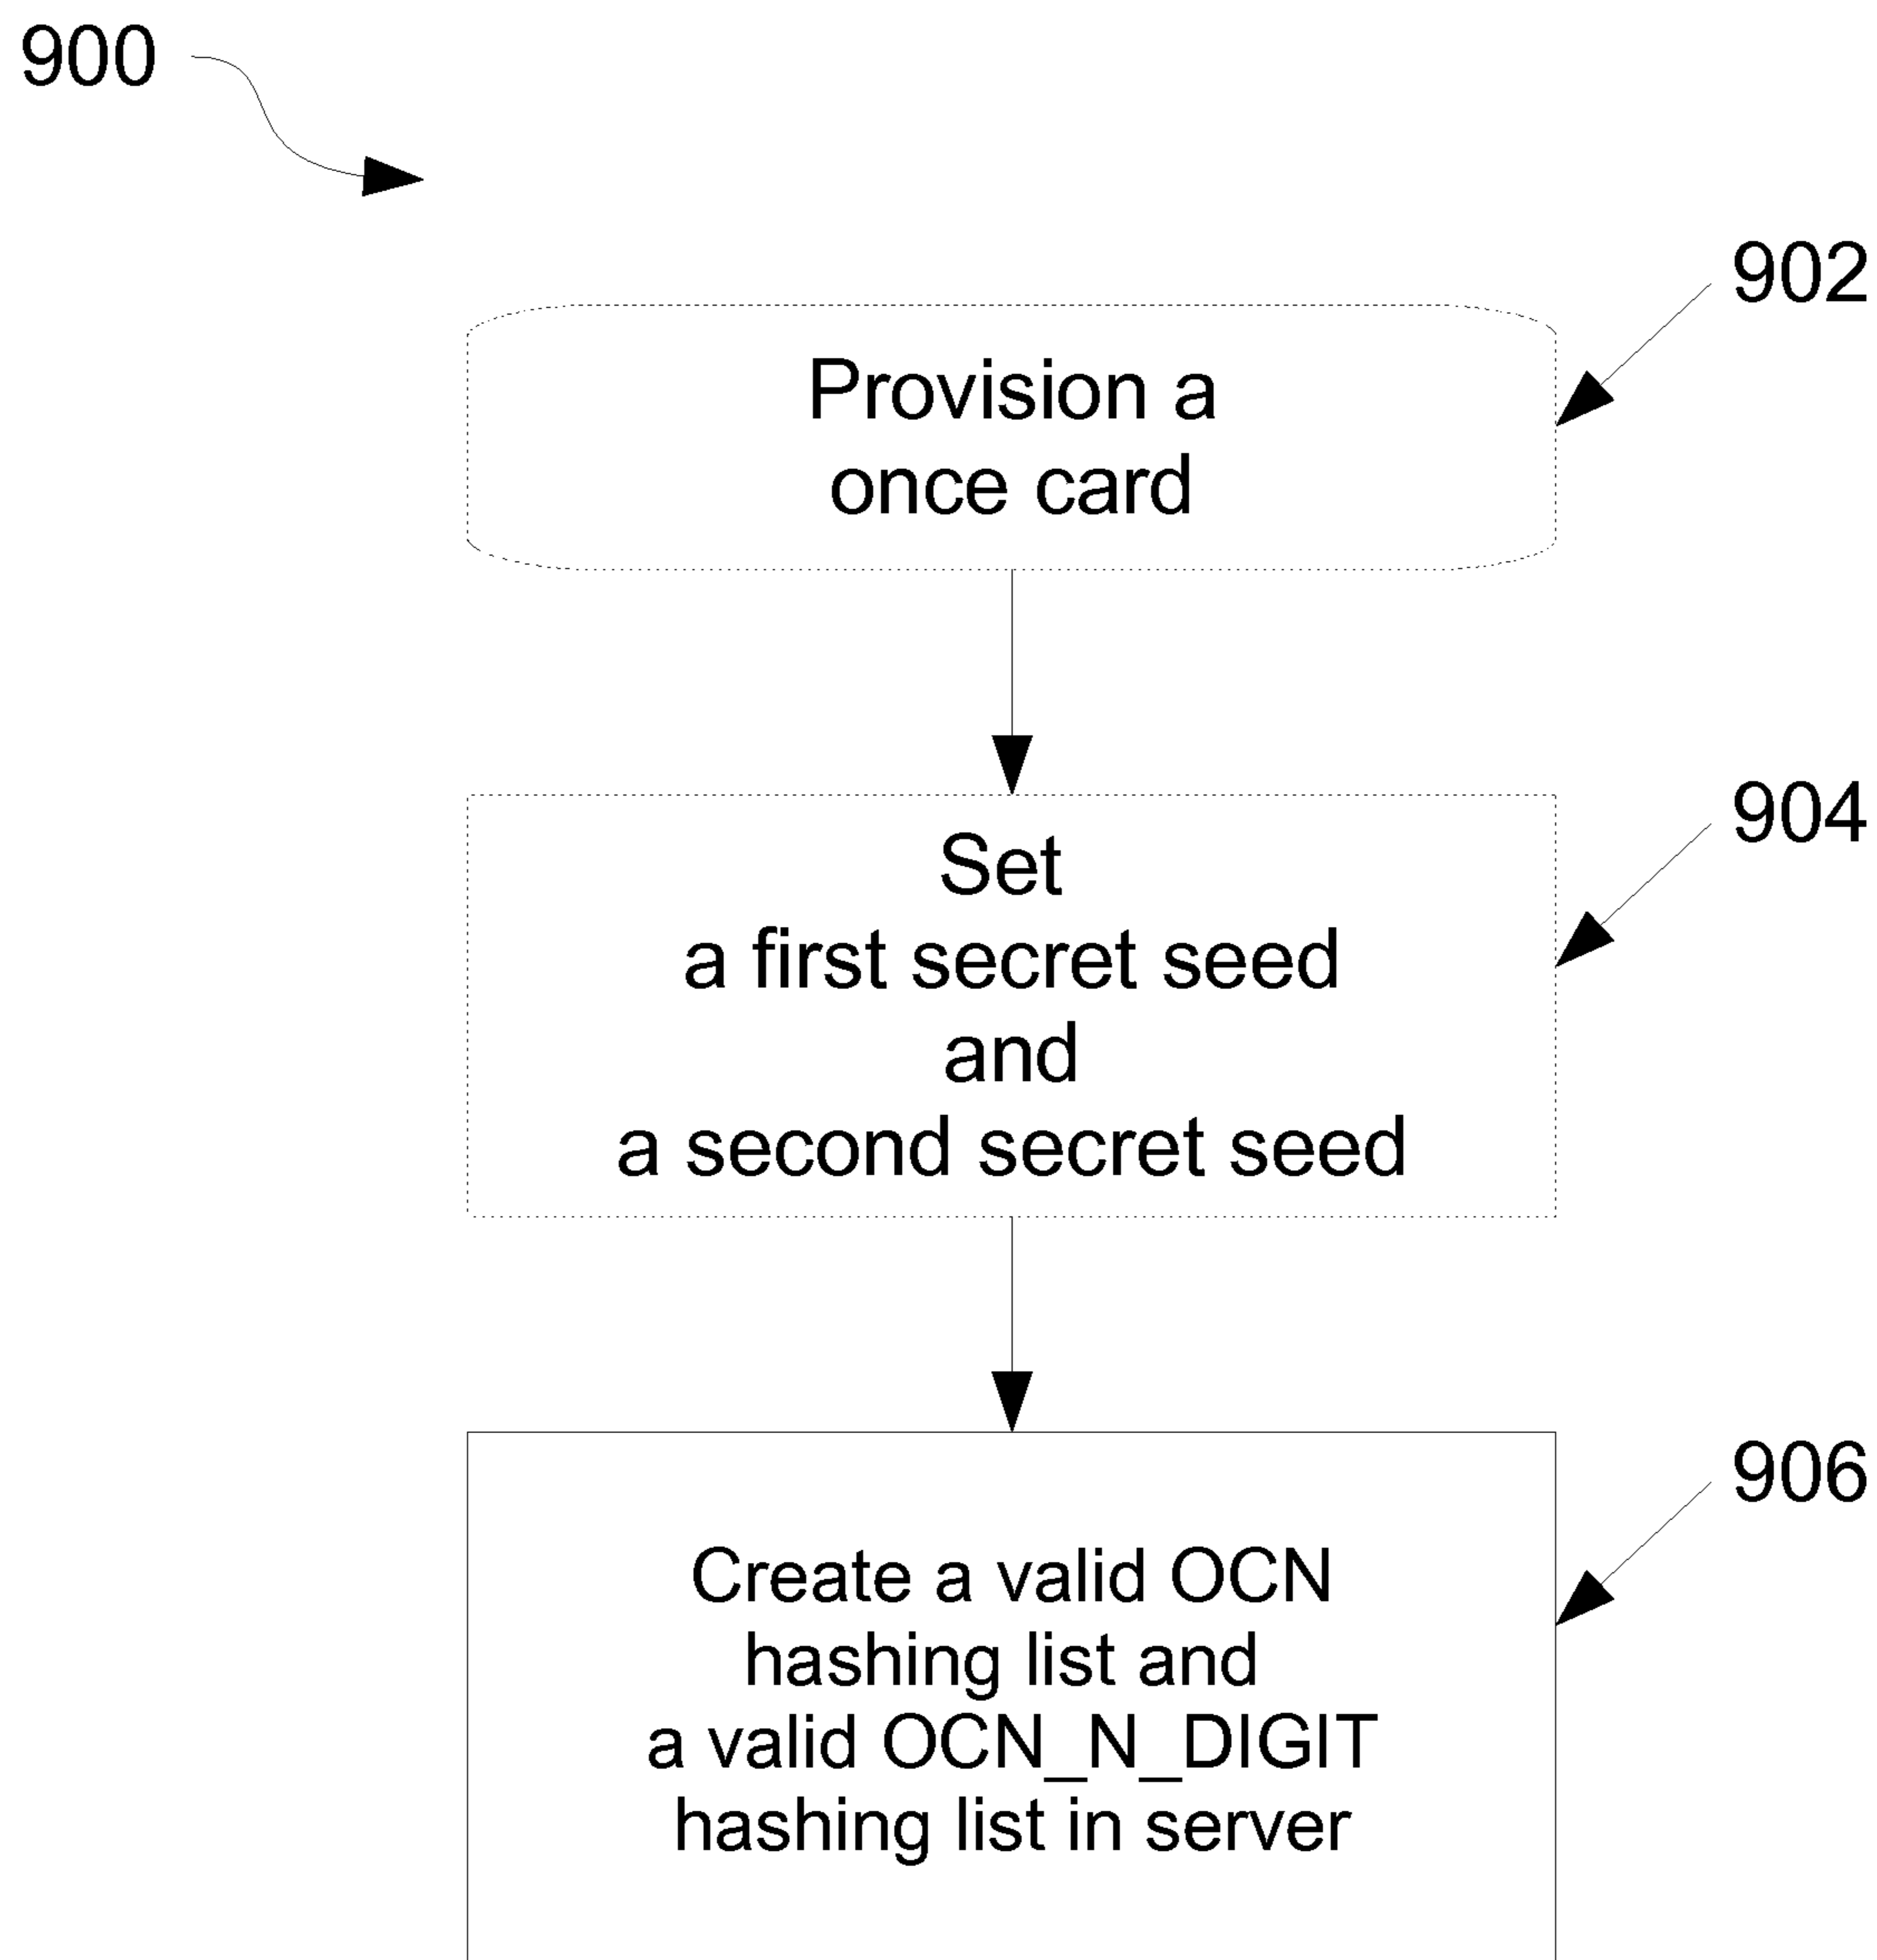 900
902
Provision a
once card
904
Set
a first secret seed
and
a second secret seed
906
Create a valid OCN
hashing list and
a valid OCN_N_DIGIT
hashing list in server